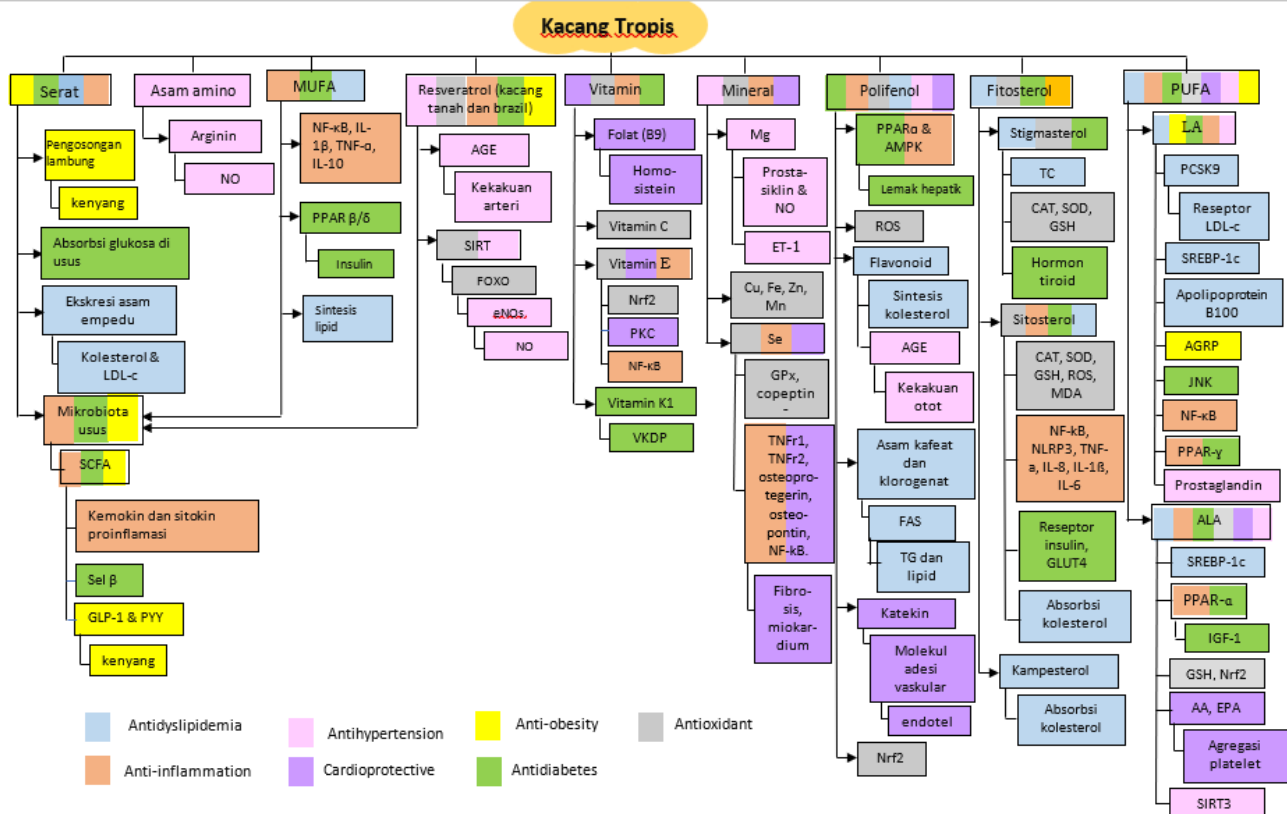 Kacang Tropis
Serat
Pengosongan
lambung
kenyang
Absorbsi glukosa di
usus
Ekskresi asam
empedu
Kolesterol &
LDL-c
Mikrobiota
usus
SCFA
Kemokin dan sitokin
proinflamasi
Sel β
GLP-1 & PYY
kenyang
Asam amino
Arginin
NO
MUFA
NF-κB, IL-
1β, TNF-α,
IL-10
PPAR β/δ
Insulin
Sintesis
lipid
Resveratrol (kacang
tanah dan brazil)
AGE
Kekakuan
arteri
SIRT
FOXO
eNOs,
NO
Vitamin
Folat (B9)
Homo-
sistein
Vitamin C
Vitamin E
Nrf2
PKC
NF-κB
Vitamin K1
VKDP
Mineral
Mg
Prosta-
siklin &
NO
ET-1
Cu, Fe, Zn,
Mn
Se
GPx,
copeptin
-
TNFr1,
TNFr2,
osteopro-
tegerin,
osteo-
pontin,
NF-kB.
Fibro-
sis,
miokar-
dium
Polifenol
PPARα &
AMPK
Lemak hepatik
ROS
Flavonoid
Sintesis
kolesterol
AGE
Kekakuan
otot
Asam kafeat
dan
klorogenat
FAS
TG dan
lipid
Katekin
Molekul
adesi
vaskular
endotel
Nrf2
Fitosterol
Stigmasterol
TC
CAT, SOD,
GSH
Hormon
tiroid
Sitosterol
CAT, SOD,
GSH, ROS,
MDA
NF-kB,
NLRP3, TNF-
a, IL-8, IL-1ß,
IL-6
Reseptor
insulin,
GLUT4
Absorbsi
kolesterol
Kampesterol
Absorbsi
kolesterol
PUFA
LA
PCSK9
Reseptor
LDL-c
SREBP-1c
Apolipoprotein
B100
AGRP
JNK
NF-κB
PPAR-γ
Prostaglandin
ALA
SREBP-1c
PPAR-α
IGF-1
GSH, Nrf2
AA, EPA
Agregasi
platelet
SIRT3
Antidyslipidemia
Antihypertension
Anti-obesity
Antioxidant
Anti-inflammation
Cardioprotective
Antidiabetes